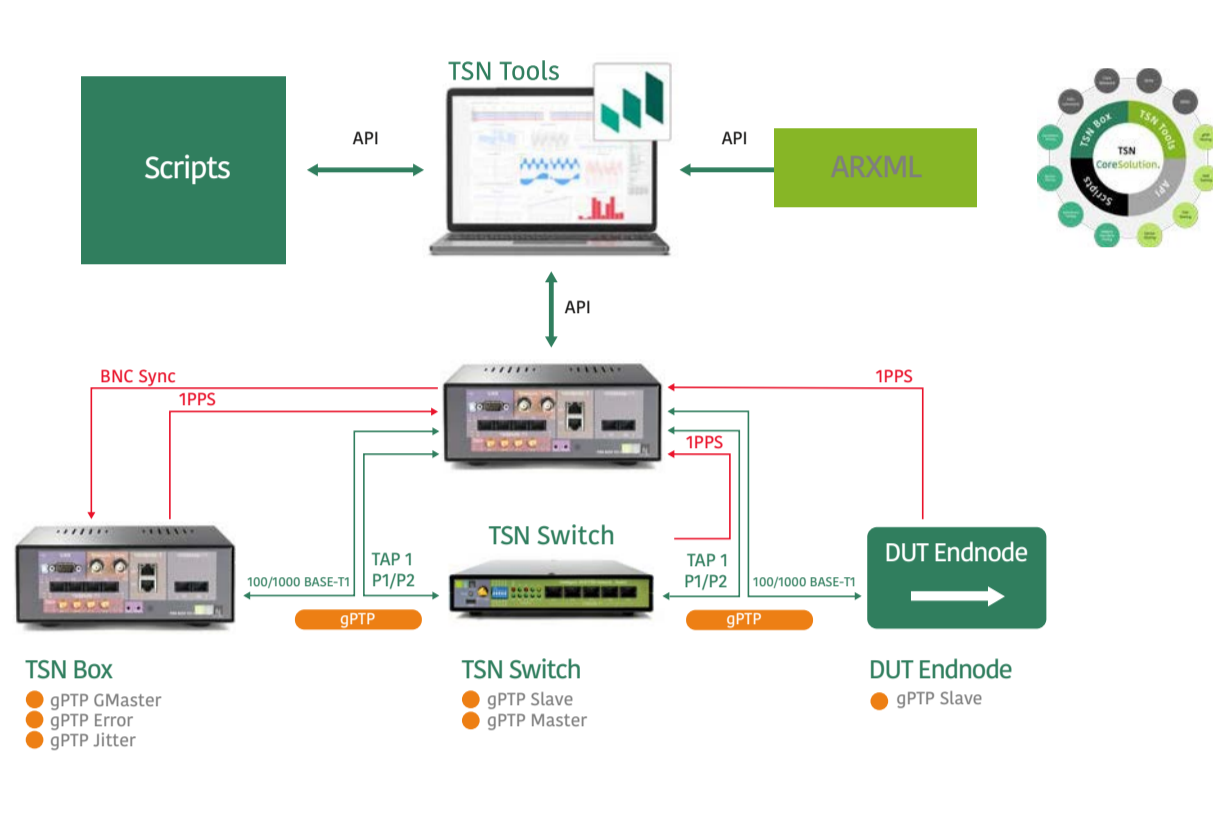 TSN Tools
Scripts
API
API
ARXML
TSN Box
TSN Tools
API
Scripts
TSN
CoreSolution.
API
BNC Sync
1PPS
1PPS
1PPS
TSN Switch
DUT Endnode
TAP 1
P1/P2
100/1000 BASE-T1
TAP 1
P1/P2
100/1000 BASE-T1
gPTP
gPTP
TSN Box
gPTP GMaster
gPTP Error
gPTP Jitter
TSN Switch
gPTP Slave
gPTP Master
DUT Endnode
gPTP Slave